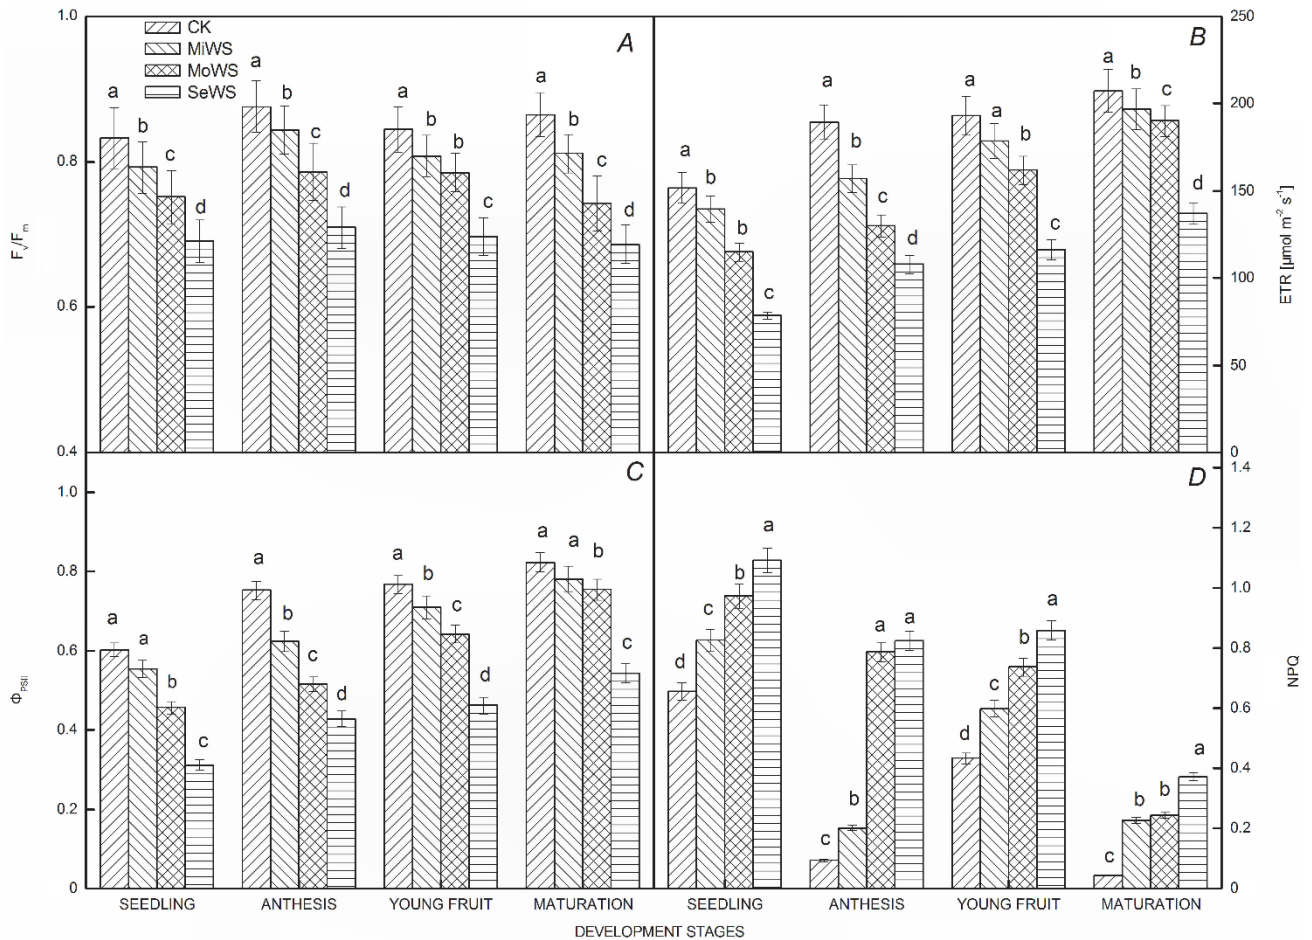 1.0
0.8
0.6
0.4
F_v/F_m
CK
MiWS
MoWS
SeWS
A
a b c d
a b c d
a b b c
a b c d
B
a b b c
a b c d
a a b c
a b c d
250
200
150
100
50
0
ETR [µmol m⁻² s⁻¹]
1.0
0.8
0.6
0.4
0.2
0
Φ_PSII
C
a a b c
a b c d
a b c d
a a b c
D
d c b a
c b a a
d c b a
c b b a
1.4
1.2
1.0
0.8
0.6
0.4
0.2
0
NPQ
SEEDLING ANTHESIS YOUNG FRUIT MATURATION SEEDLING ANTHESIS YOUNG FRUIT MATURATION
DEVELOPMENT STAGES